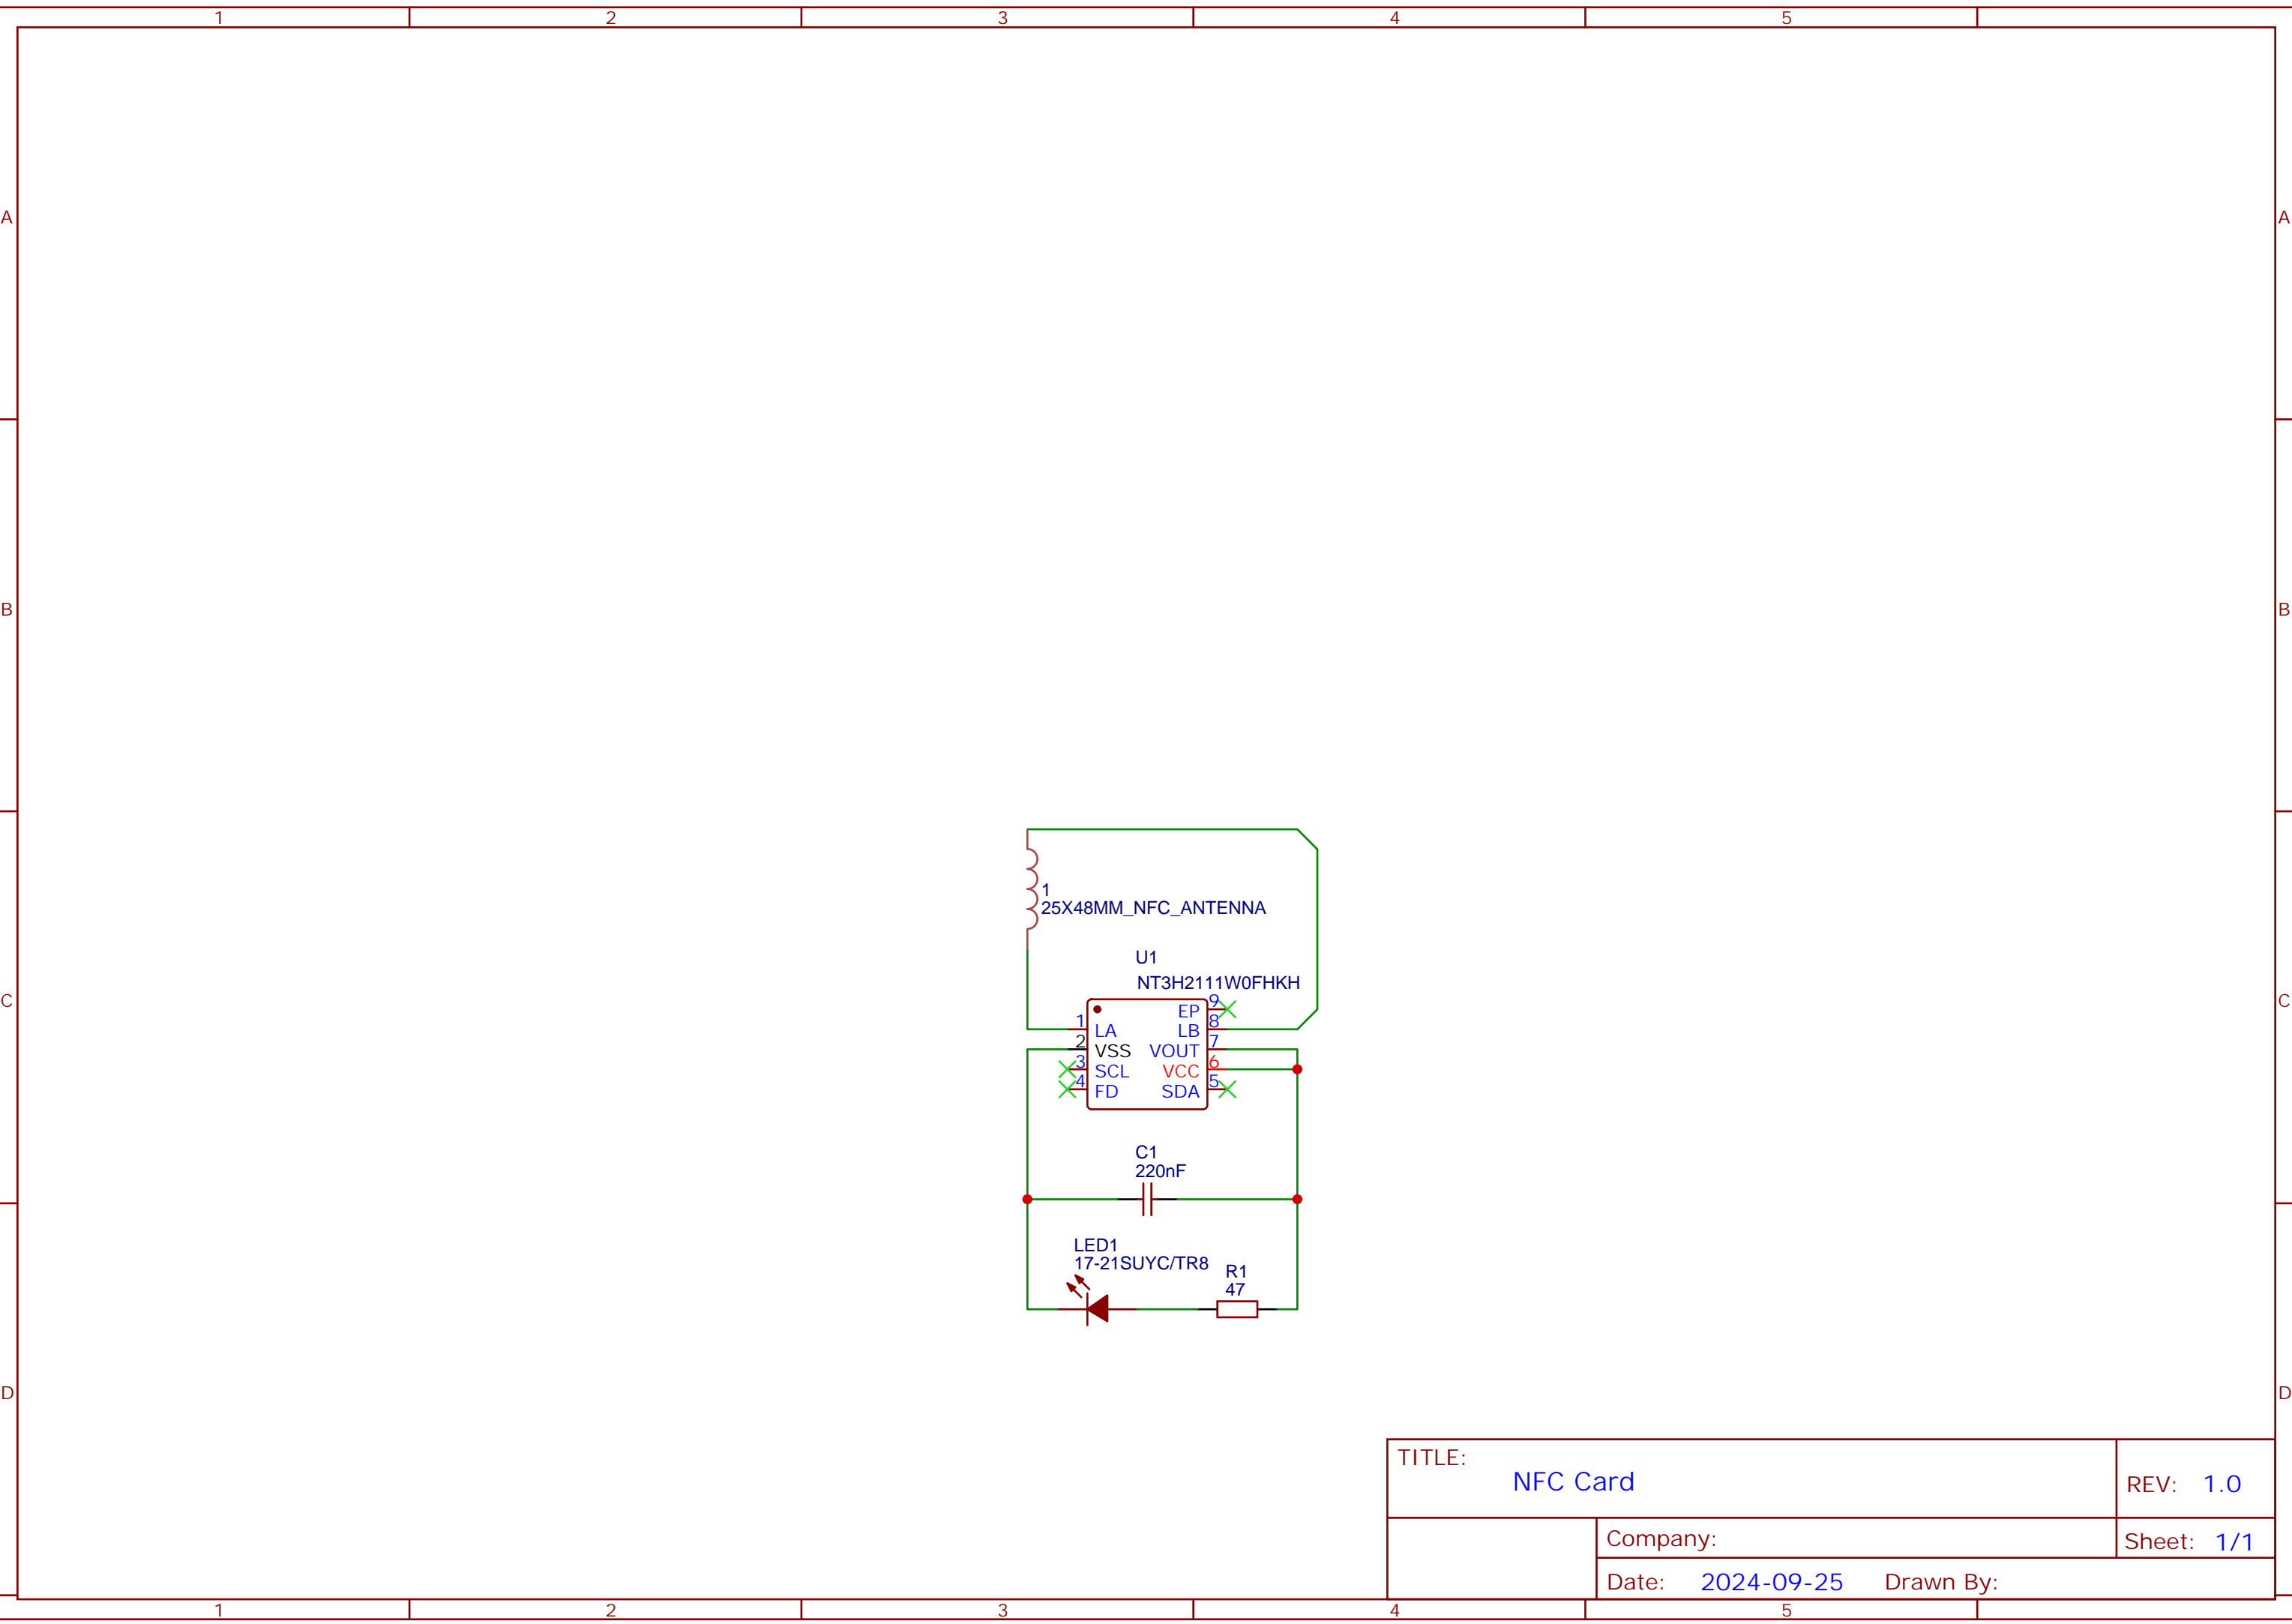 1 2 3 4 5
A A
B B
1
25X48MM_NFC_ANTENNA
U1
NT3H2111W0FHKH
C C
9 EP
1 LA 8 LB
2 VSS 7 VOUT
3 SCL 6 VCC
4 FD 5 SDA
C1
220nF
LED1
17-21SUYC/TR8
R1
47
D D
TITLE:
NFC Card
REV: 1.0
Company:
Sheet: 1/1
Date: 2024-09-25 Drawn By:
1 2 3 4 5